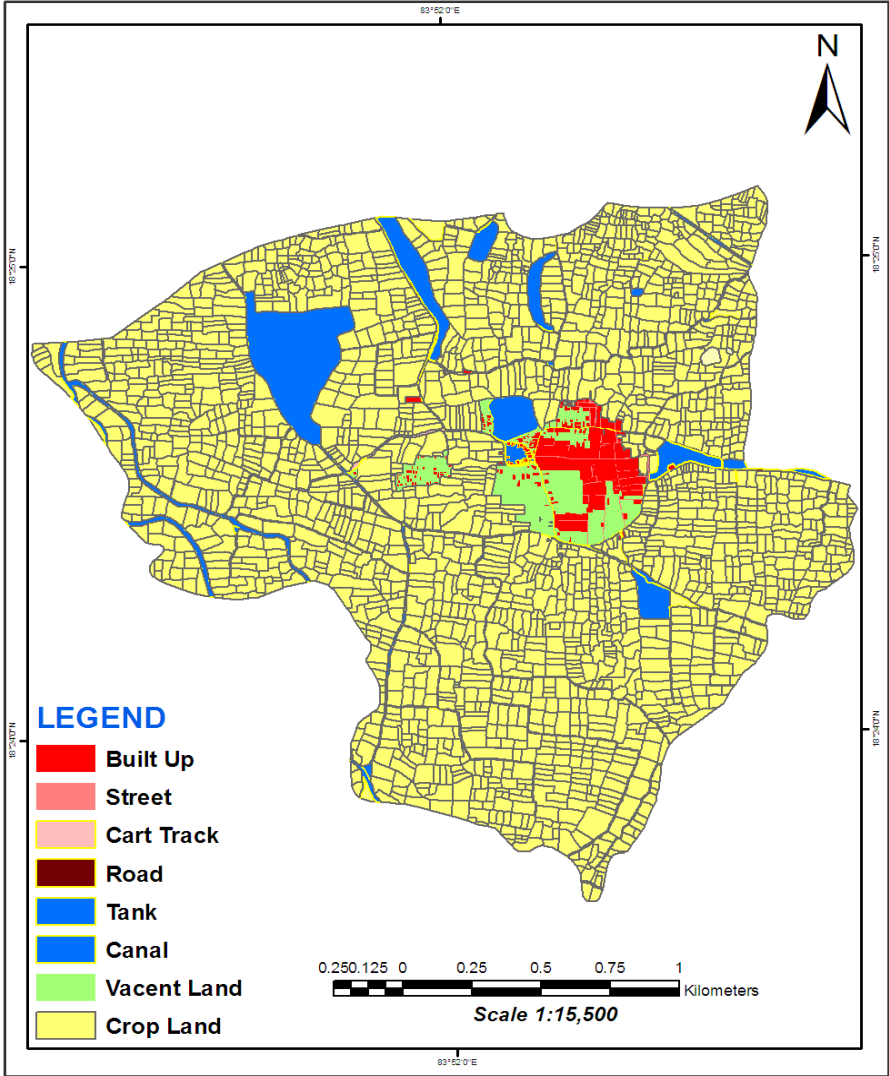 83°52'0"E
N
18°25'0"N
18°25'0"N
18°24'0"N
18°24'0"N
LEGEND
Built Up
Street
Cart Track
Road
Tank
Canal
Vacent Land
Crop Land
0.250.125 0 0.25 0.5 0.75 1
Kilometers
Scale 1:15,500
83°52'0"E